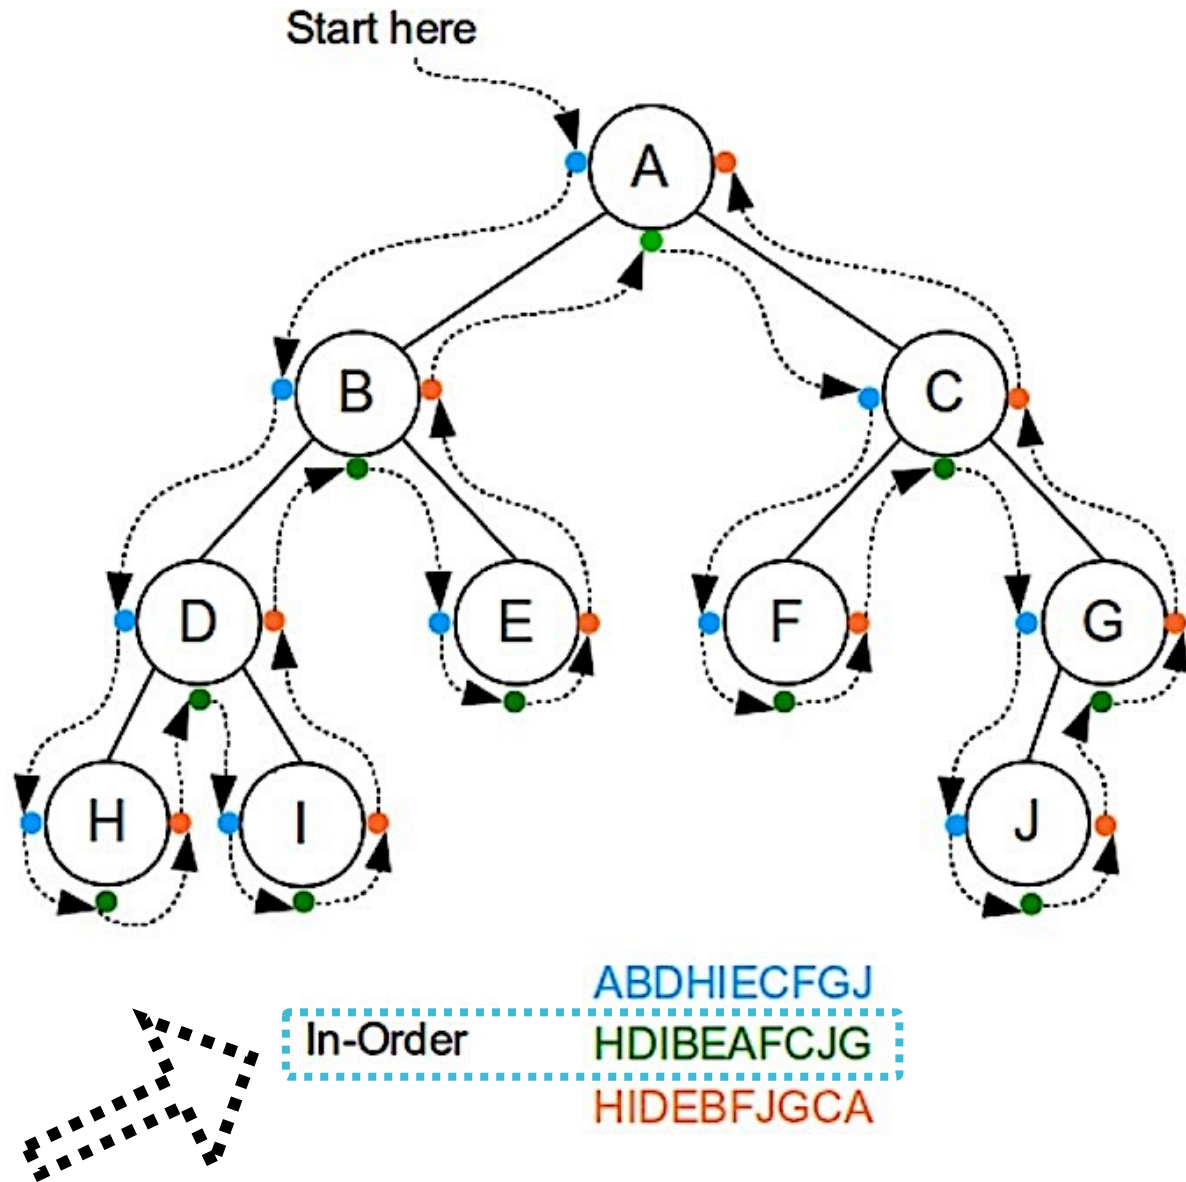 Start here
A
B
C
D
E
F
G
H
I
J
ABDHIECFGJ
In-Order HDIBEAFCJG
HIDEBFJGCA